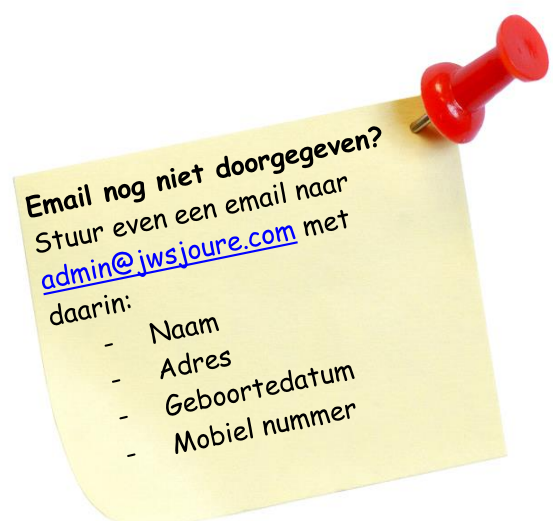 Email nog niet doorgegeven?
Stuur even een email naar
admin@jwsjoure.com met
daarin:
- Naam
- Adres
- Geboortedatum
- Mobiel nummer